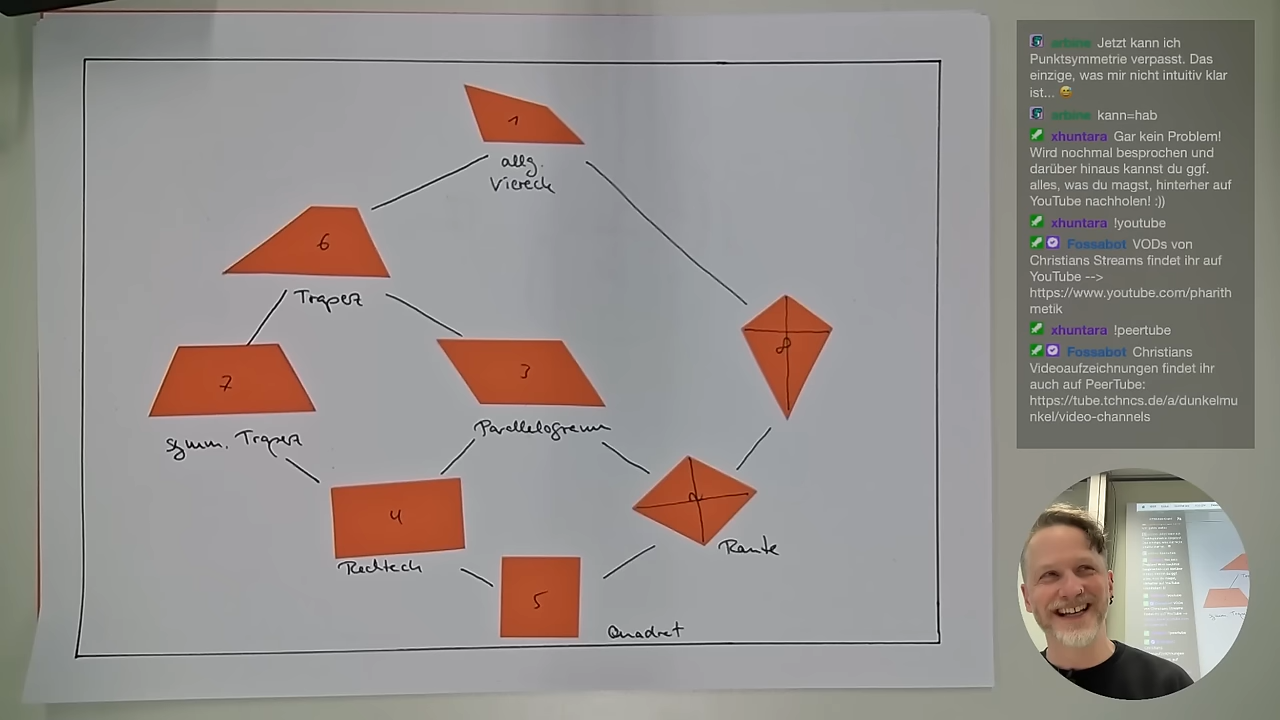 1
allg.
Viereck
6
Trapez
7
symm. Trapez
3
Parallelogramm
8
4
Rechteck
2
Raute
5
Quadrat
arbine Jetzt kann ich
Punktsymmetrie verpasst. Das
einzige, was mir nicht intuitiv klar
ist... 😅
arbine kann=hab
xhuntara Gar kein Problem!
Wird nochmal besprochen und
darüber hinaus kannst du ggf.
alles, was du magst, hinterher auf
YouTube nachholen! :))
xhuntara !youtube
Fossabot VODs von
Christians Streams findet ihr auf
YouTube -->
https://www.youtube.com/pharith
metik
xhuntara !peertube
Fossabot Christians
Videoaufzeichnungen findet ihr
auch auf PeerTube:
https://tube.tchncs.de/a/dunkelmu
nkel/video-channels